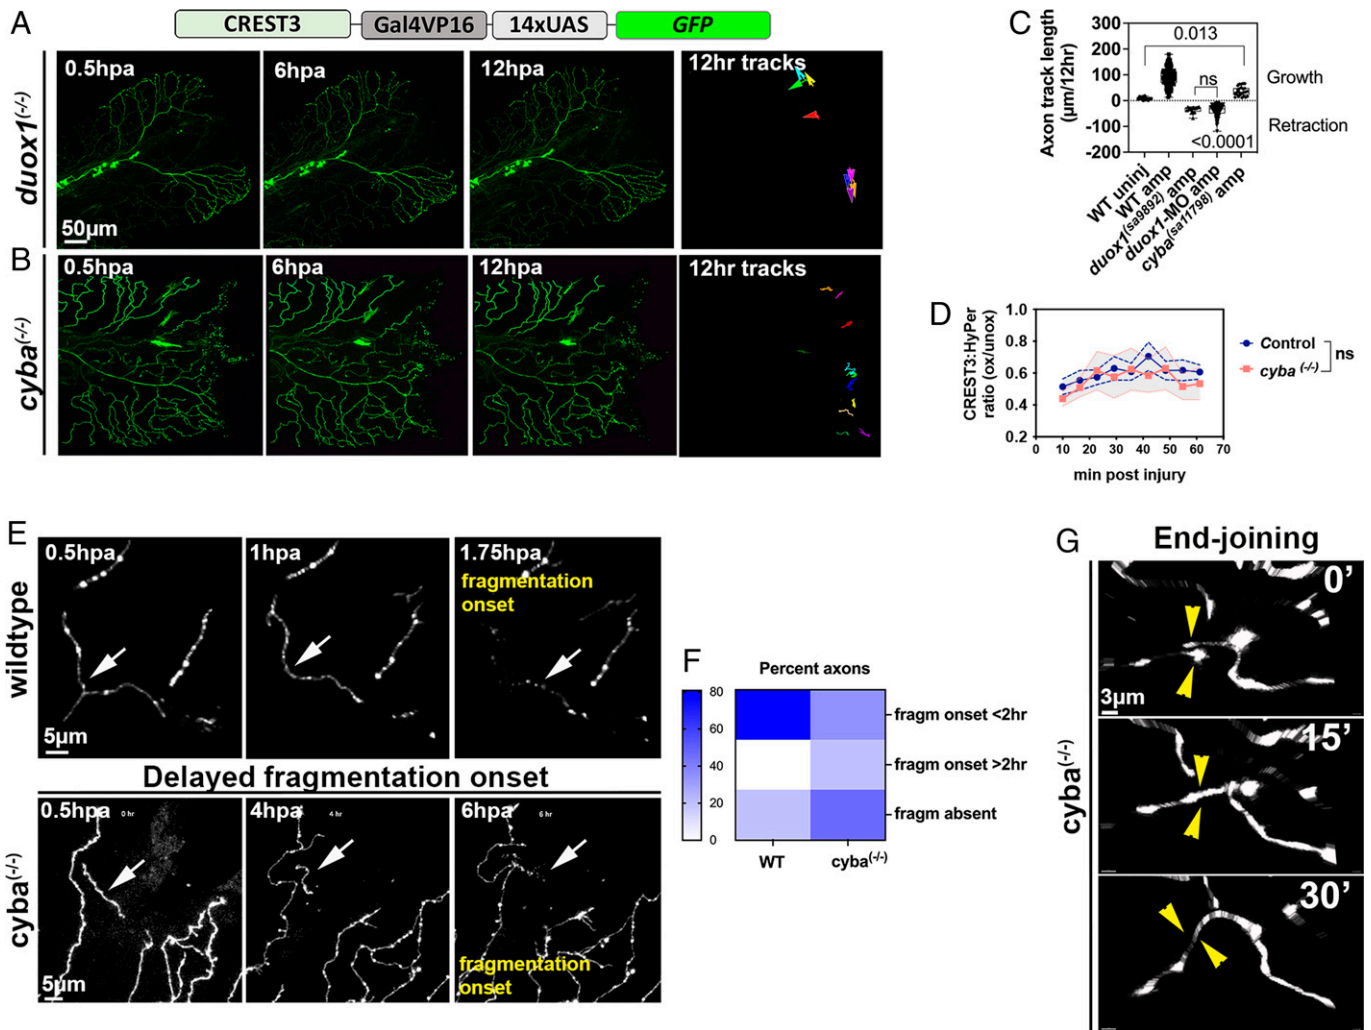 A
CREST3
Gal4VP16
14xUAS
GFP
duox1(-/-)
0.5hpa
6hpa
12hpa
12hr tracks
50µm
B
cyba(-/-)
0.5hpa
6hpa
12hpa
12hr tracks
C
Axon track length
(µm/12hr)
300
200
100
0
-100
-200
0.013
ns
<0.0001
Growth
Retraction
WT uninj
WT amp
duox1(sa9892) amp
duox1-MO amp
cyba(sa11798) amp
D
CREST3:HyPer
ratio (ox/unox)
1.0
0.8
0.6
0.4
0.2
0 10 20 30 40 50 60 70
min post injury
Control
cyba (-/-)
ns
E
wildtype
0.5hpa
1hpa
1.75hpa
fragmentation
onset
5µm
Delayed fragmentation onset
cyba(-/-)
0.5hpa
0 hr
4hpa
4 hr
6hpa
6 hr
fragmentation
onset
5µm
F
Percent axons
80
60
40
20
0
fragm onset <2hr
fragm onset >2hr
fragm absent
WT
cyba(-/-)
G
End-joining
cyba(-/-)
0’
3µm
15’
30’